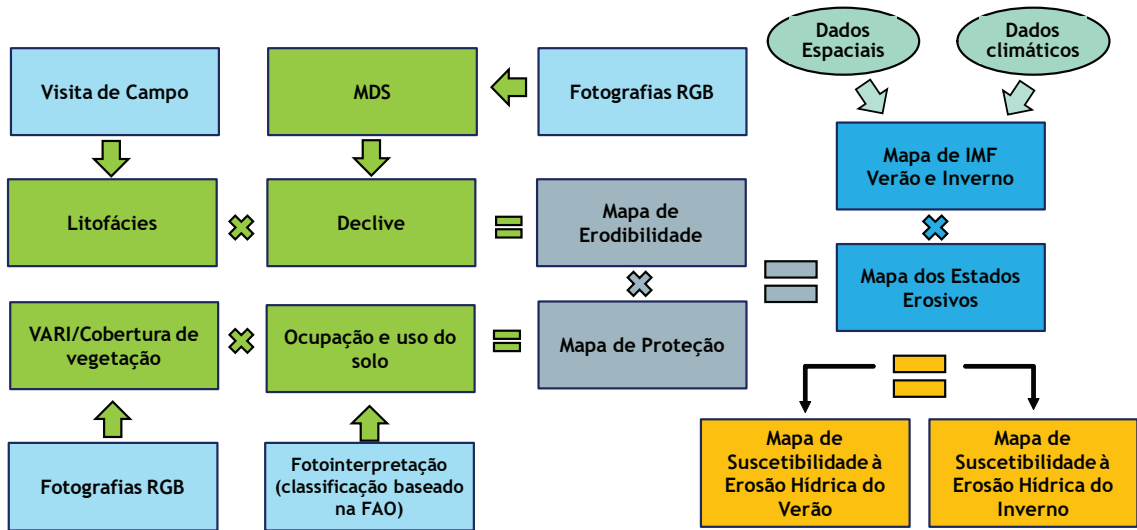 Dados
Espaciais
Dados
climáticos
Visita de Campo
MDS
Fotografias RGB
Mapa de IMF
Verão e Inverno
Litofácies
Declive
Mapa de
Erodibilidade
Mapa dos Estados
Erosivos
VARI/Cobertura de
vegetação
Ocupação e uso do
solo
Mapa de Proteção
Fotografias RGB
Fotointerpretação
(classificação baseado
na FAO)
Mapa de
Suscetibilidade à
Erosão Hídrica do
Verão
Mapa de
Suscetibilidade à
Erosão Hídrica do
Inverno